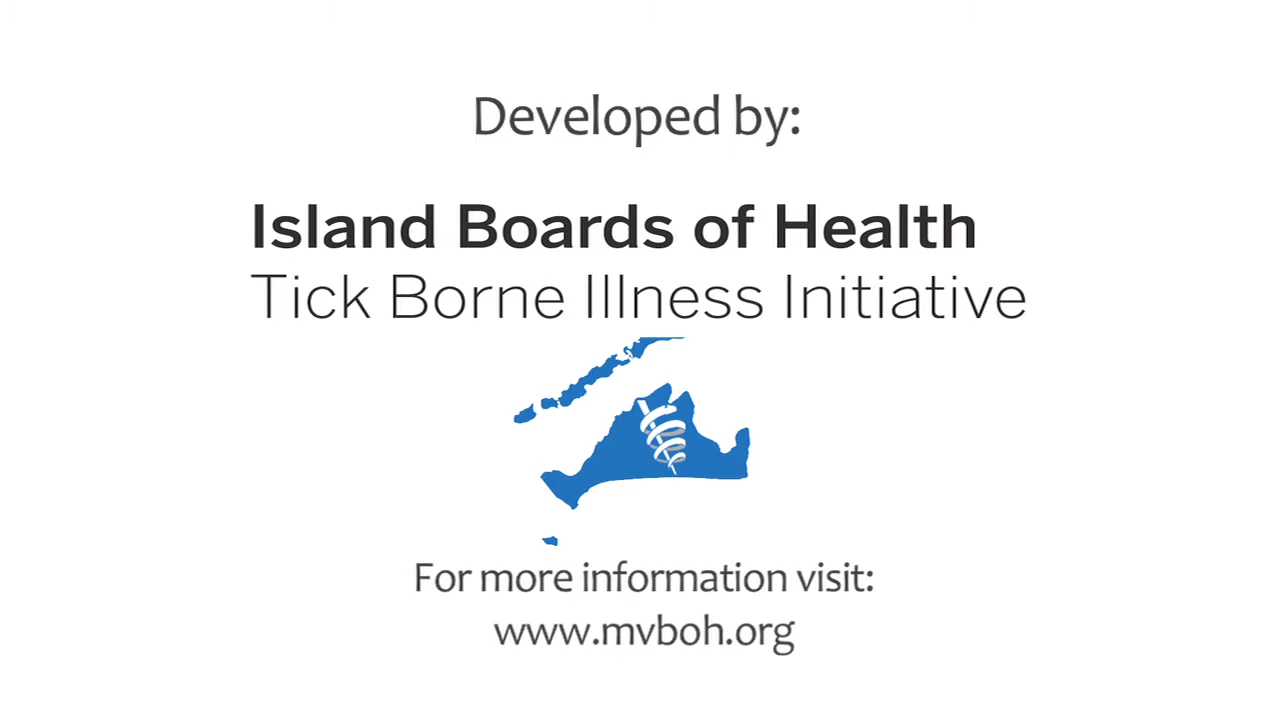 Developed by:
Island Boards of Health
Tick Borne Illness Initiative
For more information visit:
www.mvboh.org